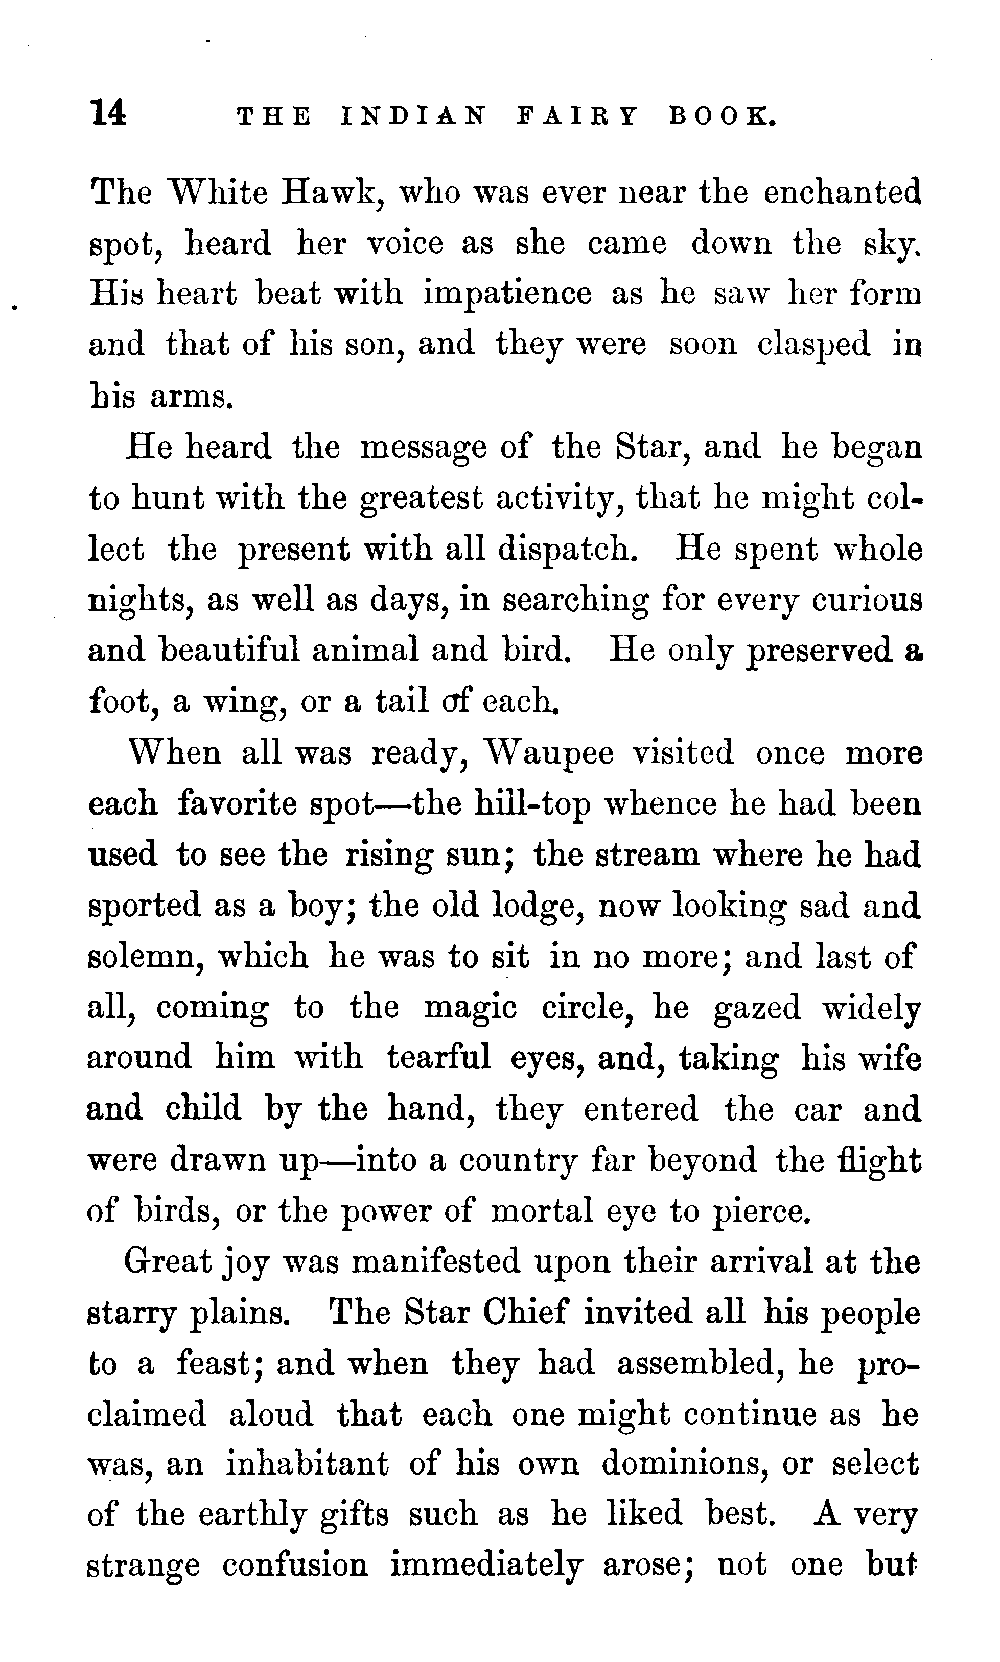 14 THE INDIAN FAIRY BOOK.
The White Hawk, who was ever near the enchanted
spot, heard her voice as she came down the sky.
His heart beat with impatience as he saw her form
and that of his son, and they were soon clasped in
his arms.
He heard the message of the Star, and he began
to hunt with the greatest activity, that he might col-
lect the present with all dispatch. He spent whole
nights, as well as days, in searching for every curious
and beautiful animal and bird. He only preserved a
foot, a wing, or a tail of each.
When all was ready, Waupee visited once more
each favorite spot—the hill-top whence he had been
used to see the rising sun; the stream where he had
sported as a boy; the old lodge, now looking sad and
solemn, which he was to sit in no more; and last of
all, coming to the magic circle, he gazed widely
around him with tearful eyes, and, taking his wife
and child by the hand, they entered the car and
were drawn up—into a country far beyond the flight
of birds, or the power of mortal eye to pierce.
Great joy was manifested upon their arrival at the
starry plains. The Star Chief invited all his people
to a feast; and when they had assembled, he pro-
claimed aloud that each one might continue as he
was, an inhabitant of his own dominions, or select
of the earthly gifts such as he liked best. A very
strange confusion immediately arose; not one but